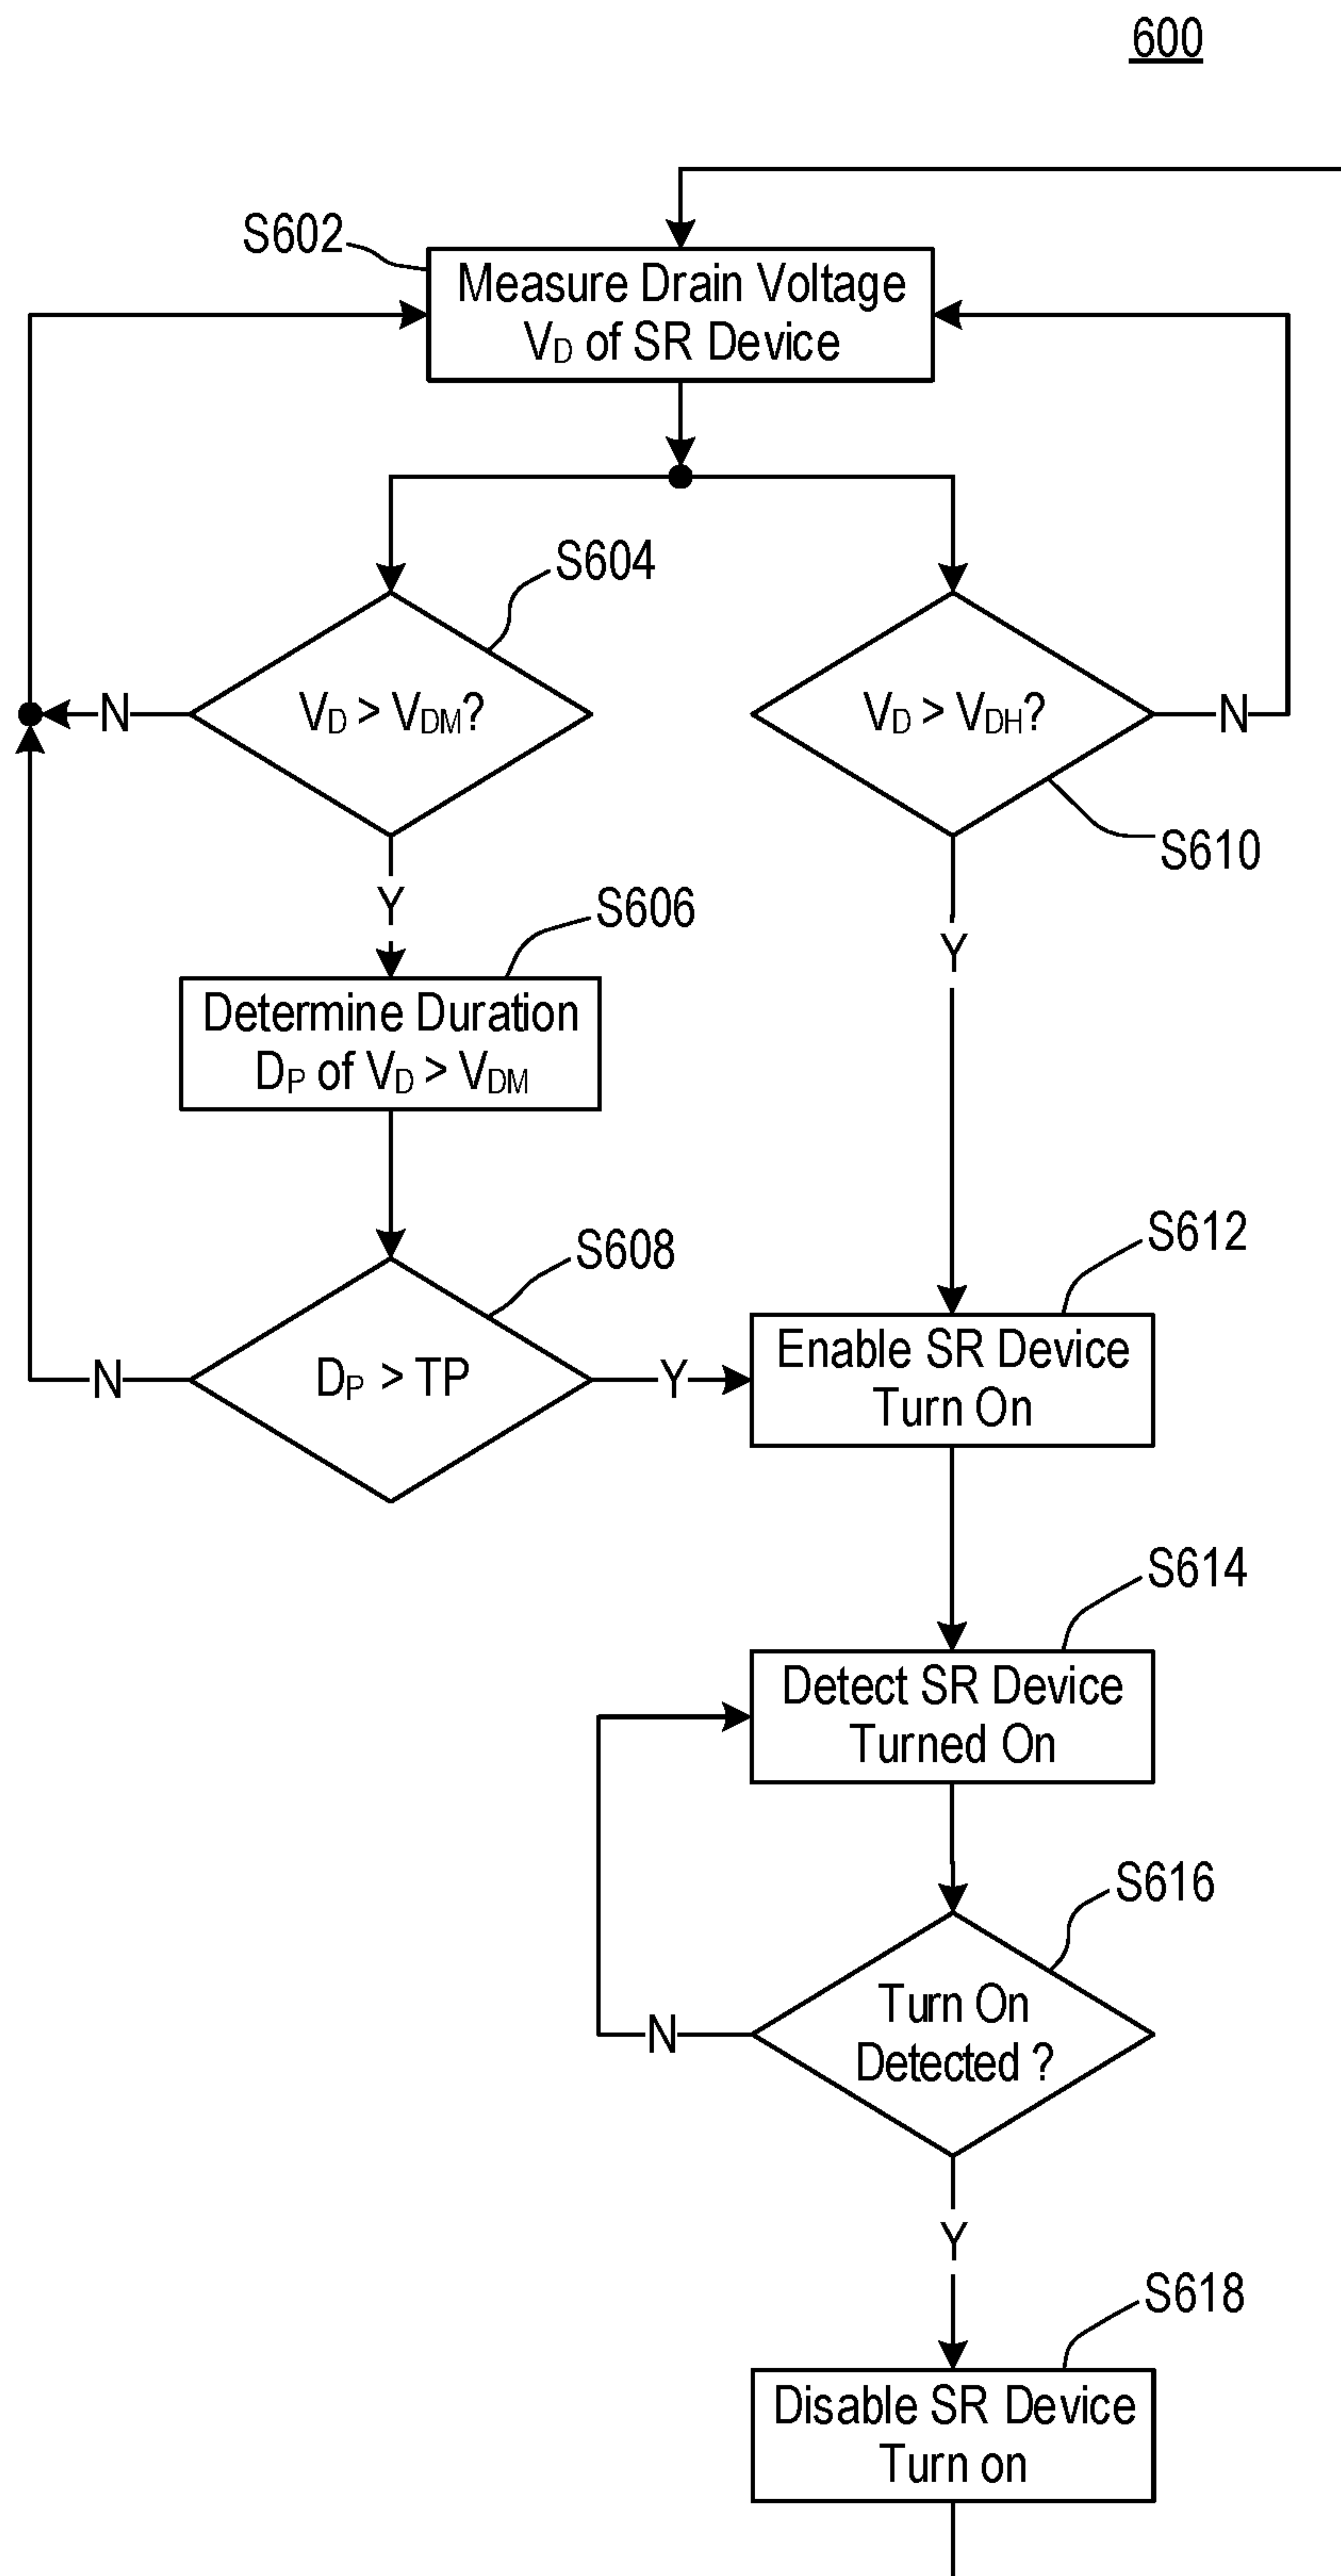 600
S602
Measure Drain Voltage
VD of SR Device
S604
VD > VDM?
N
VD > VDH?
N
S610
Y
S606
Y
Determine Duration
DP of VD > VDM
S608
S612
DP > TP
N
Y
Enable SR Device
Turn On
S614
Detect SR Device
Turned On
S616
Turn On
Detected ?
N
Y
S618
Disable SR Device
Turn on